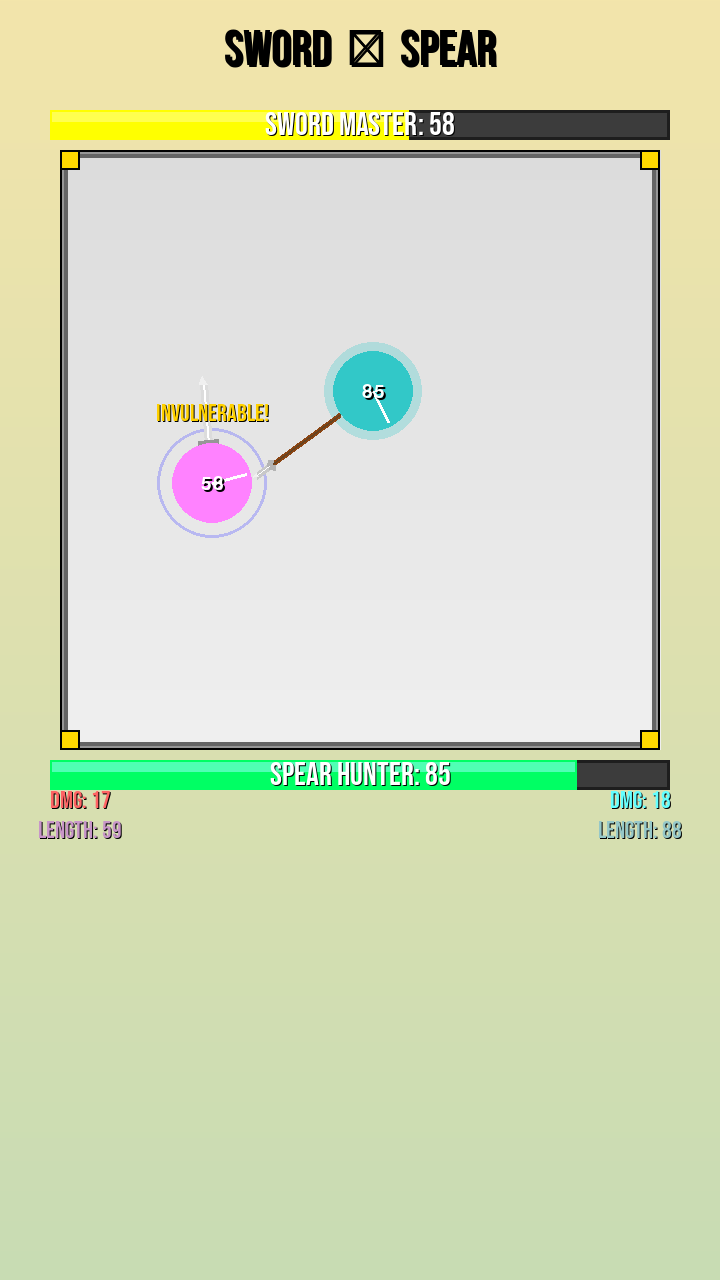 SWORD SPEAR
SWORD MASTER: 58
85
INVULNERABLE!
58
SPEAR HUNTER: 85
DMG: 17
DMG: 18
LENGTH: 59
LENGTH: 88